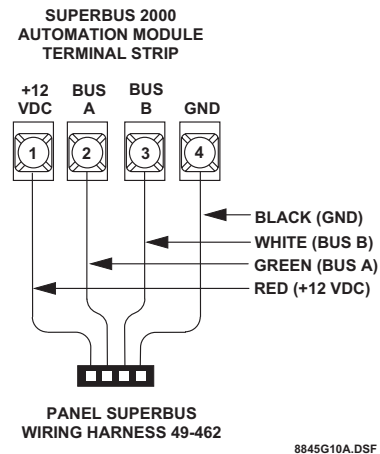 SUPERBUS 2000
AUTOMATION MODULE
TERMINAL STRIP
+12 VDC
BUS A
BUS B
GND
1 2 3 4
BLACK (GND)
WHITE (BUS B)
GREEN (BUS A)
RED (+12 VDC)
PANEL SUPERBUS
WIRING HARNESS 49-462
8845G10A.DSF